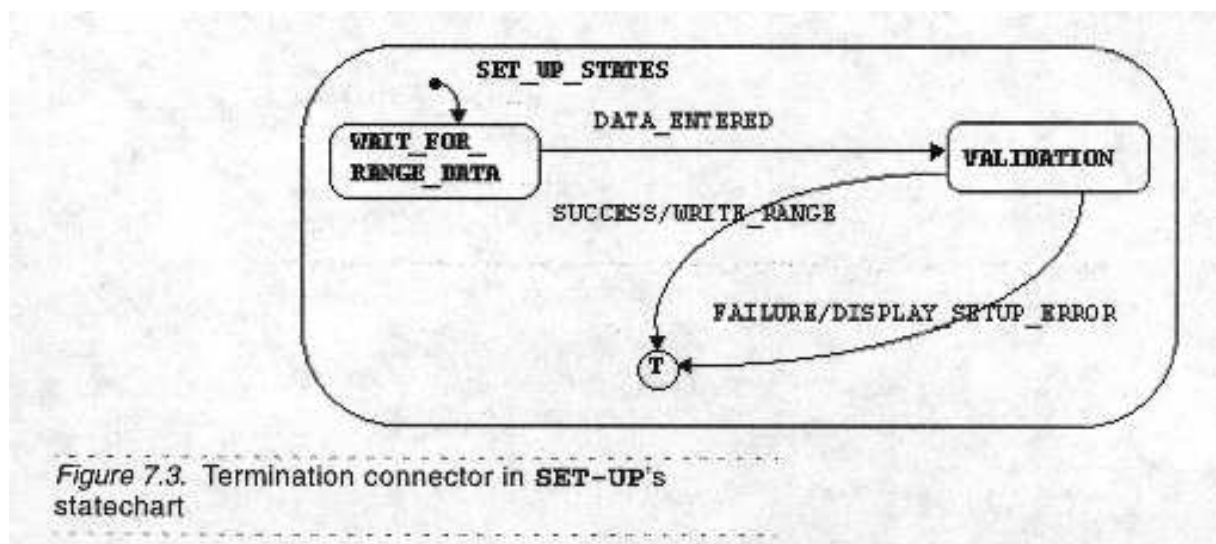 SET_UP_STATES
DATA_ENTERED
WAIT_FOR_
RANGE_DATA
VALIDATION
SUCCESS/WRITE_RANGE
FAILURE/DISPLAY_SETUP_ERROR
T
Figure 7.3. Termination connector in SET-UP's
statechart